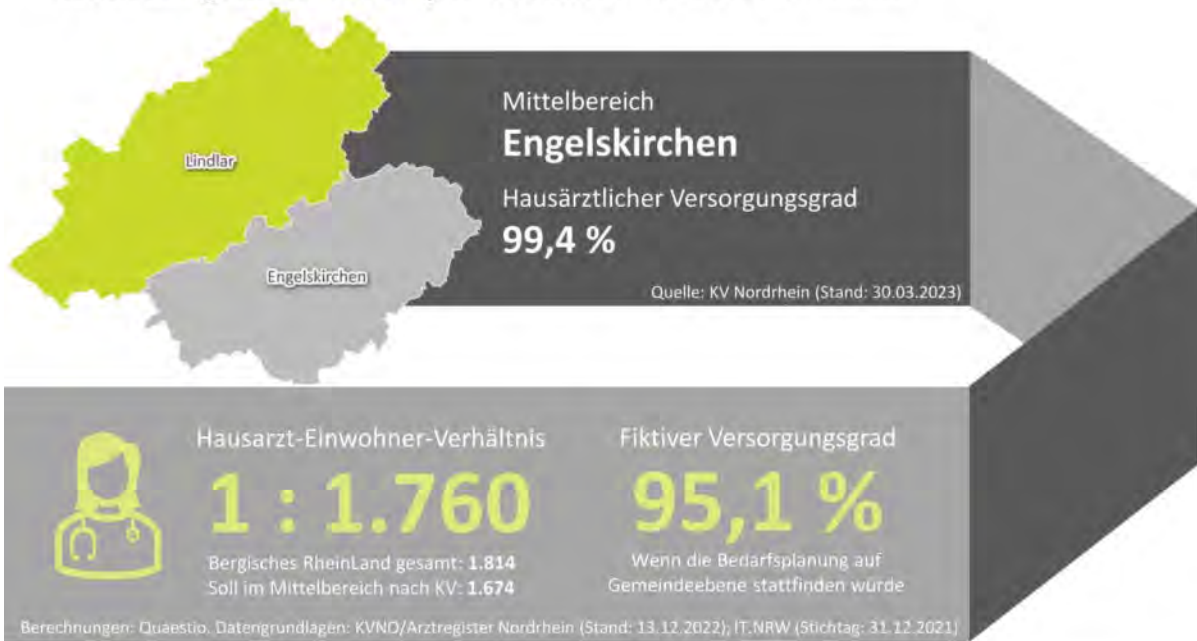 Lindlar
Engelskirchen
Mittelbereich
Engelskirchen
Hausärztlicher Versorgungsgrad
99,4 %
Quelle: KV Nordrhein (Stand: 30.03.2023)
Hausarzt-Einwohner-Verhältnis
1 : 1.760
Bergisches RheinLand gesamt: 1.814
Soll im Mittelbereich nach KV: 1.674
Fiktiver Versorgungsgrad
95,1 %
Wenn die Bedarfsplanung auf
Gemeindeebene stattfinden würde
Berechnungen: Quaestio. Datengrundlagen: KVNO/Arztregister Nordrhein (Stand: 13.12.2022); IT.NRW (Stichtag: 31.12.2021)